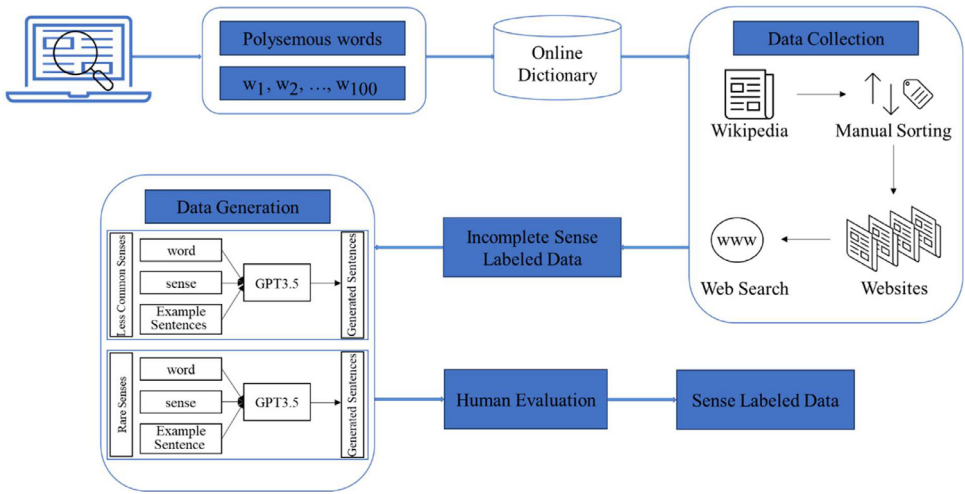 Polysemous words
w1, w2, …, w100
Online
Dictionary
Data Collection
Wikipedia
Manual Sorting
www
Web Search
Websites
Incomplete Sense
Labeled Data
Data Generation
Less Common Senses
word
sense
Example
Sentences
GPT3.5
Generated Sentences
Rare Senses
word
sense
Example
Sentence
GPT3.5
Generated Sentences
Human Evaluation
Sense Labeled Data